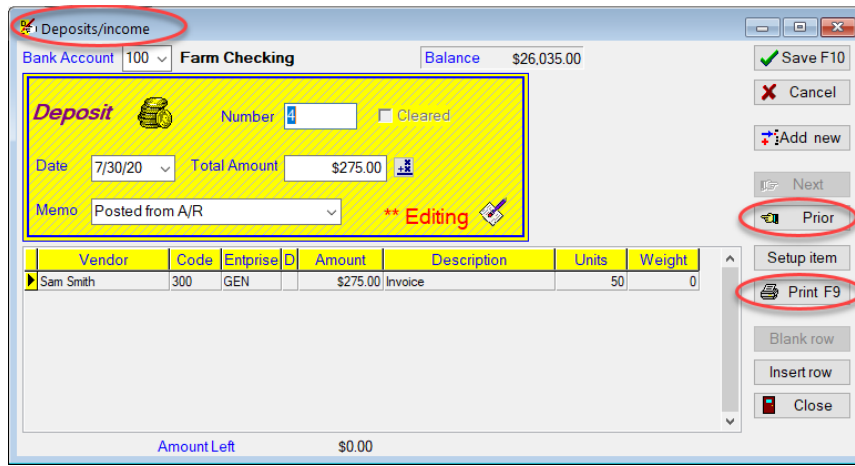 Deposits/income
Bank Account 100 Farm Checking Balance $26,035.00
Save F10
Cancel
Deposit Number 4 Cleared
Add new
Date 7/30/20 Total Amount $275.00
Next
Memo Posted from A/R ** Editing
Prior
Vendor Code Entprise D Amount Description Units Weight
Setup item
Sam Smith 300 GEN $275.00 Invoice 50 0
Print F9
Blank row
Insert row
Close
Amount Left $0.00